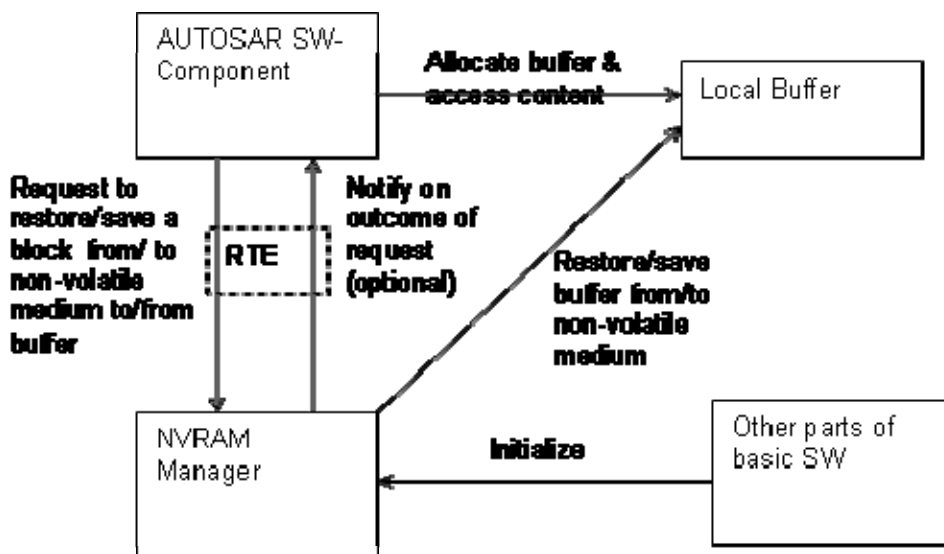 AUTOSAR SW-
Component
Allocate buffer &
access content
Local Buffer
Request to
restore/save a
block from/ to
non-volatile
medium to/from
buffer
RTE
Notify on
outcome of
request
(optional)
Restore/save
buffer from/to
non-volatile
medium
NVRAM
Manager
Initialize
Other parts of
basic SW